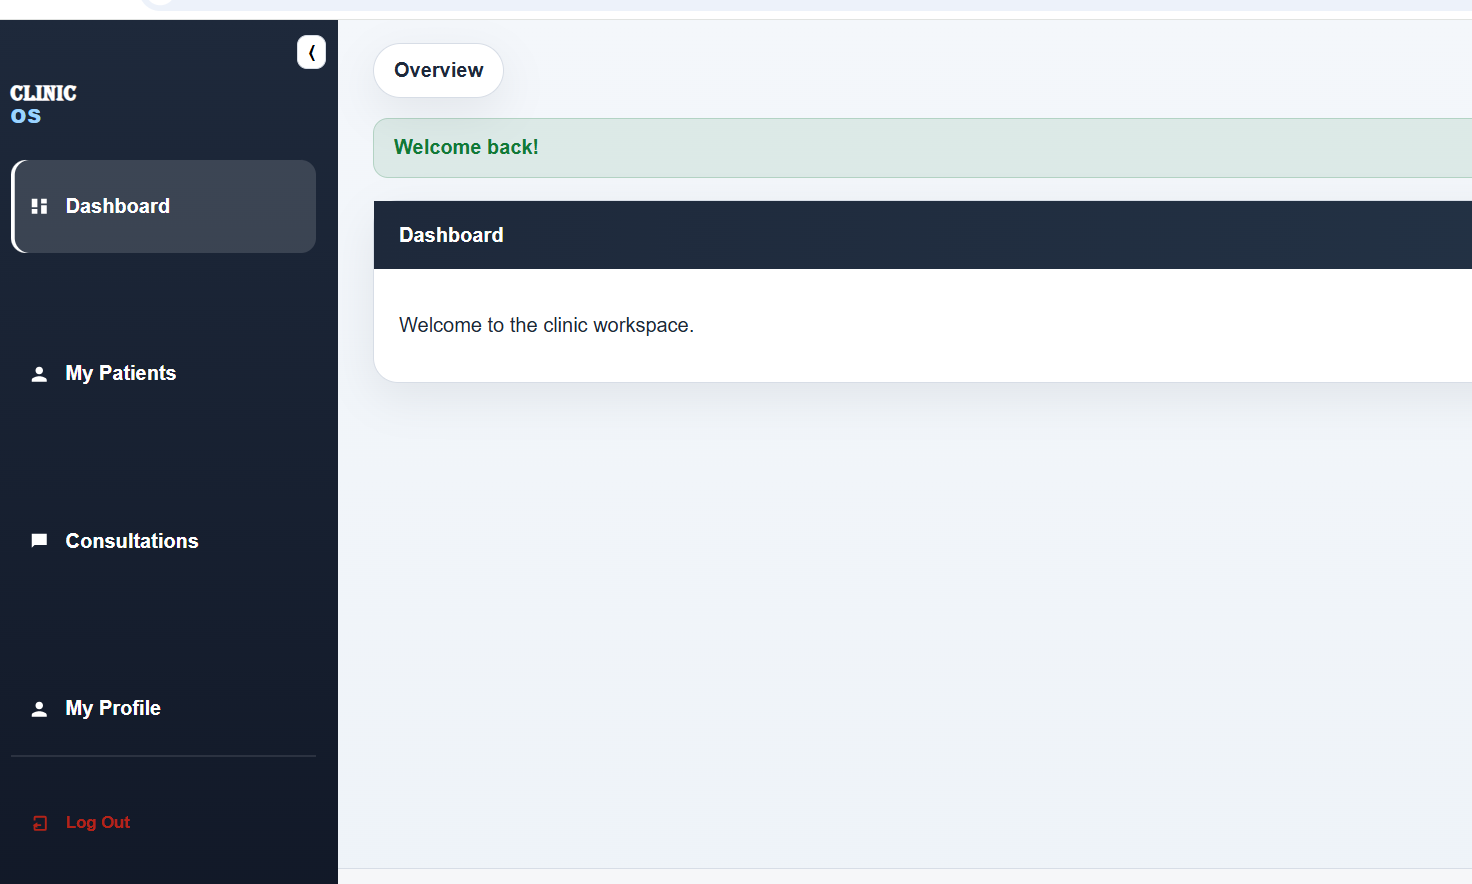 CLINIC
OS
Dashboard
My Patients
Consultations
My Profile
Log Out
Overview
Welcome back!
Dashboard
Welcome to the clinic workspace.